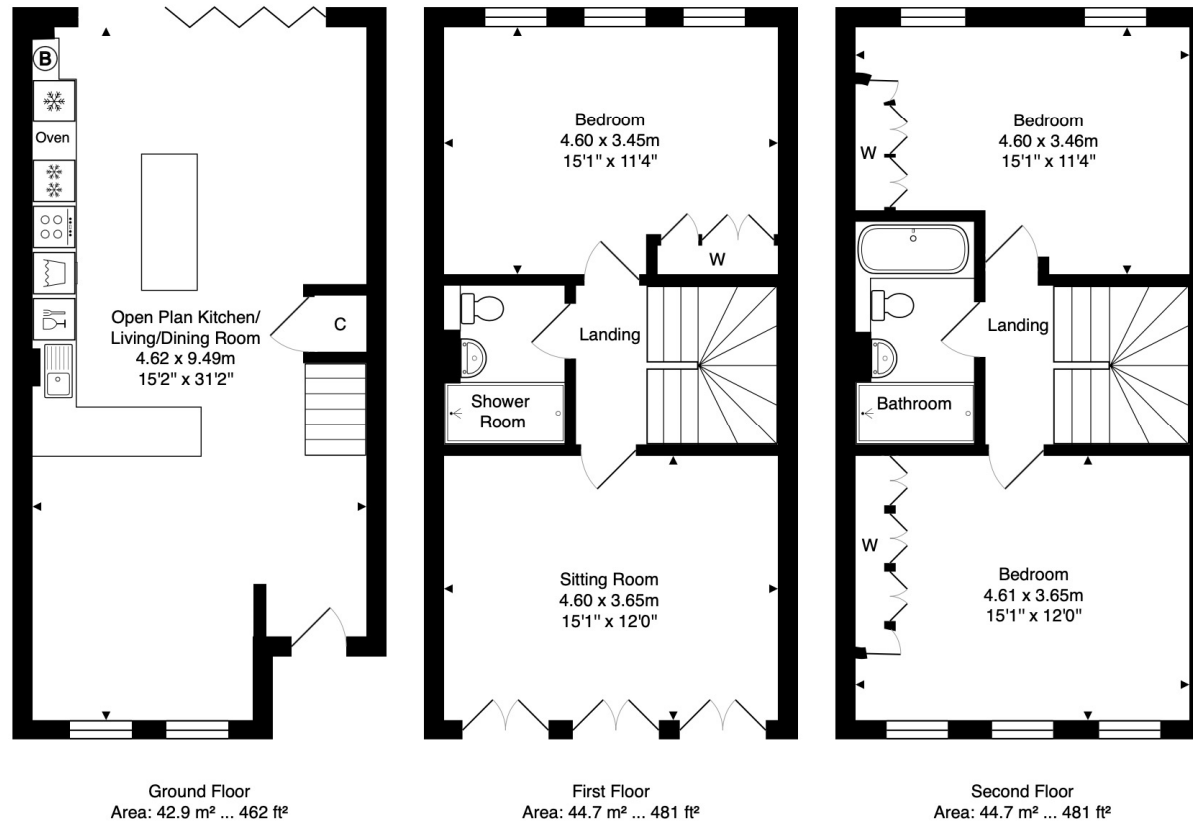 B
Oven
Open Plan Kitchen/
Living/Dining Room
4.62 x 9.49m
15'2" x 31'2"
C
Ground Floor
Area: 42.9 m² ... 462 ft²
Bedroom
4.60 x 3.45m
15'1" x 11'4"
W
Landing
Shower
Room
Sitting Room
4.60 x 3.65m
15'1" x 12'0"
First Floor
Area: 44.7 m² ... 481 ft²
Bedroom
4.60 x 3.46m
15'1" x 11'4"
W
Landing
Bathroom
W
Bedroom
4.61 x 3.65m
15'1" x 12'0"
Second Floor
Area: 44.7 m² ... 481 ft²